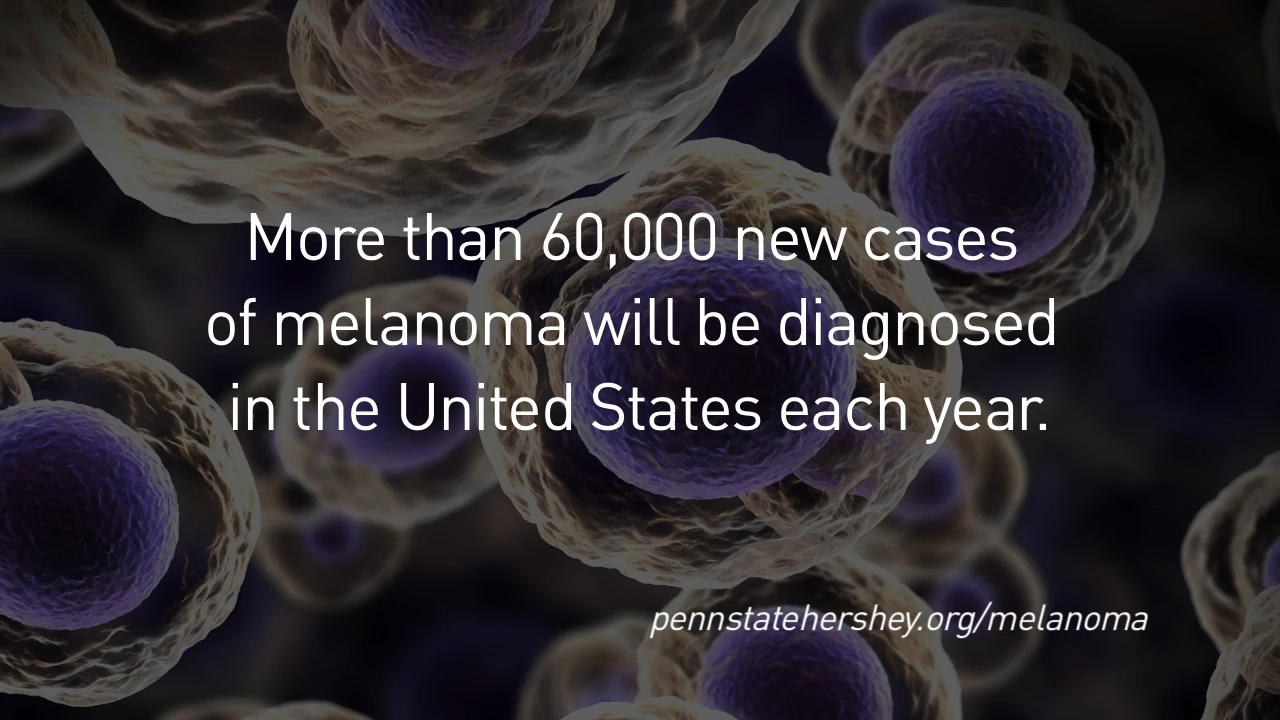 More than 60,000 new cases
of melanoma will be diagnosed
in the United States each year.
pennstatehershey.org/melanoma